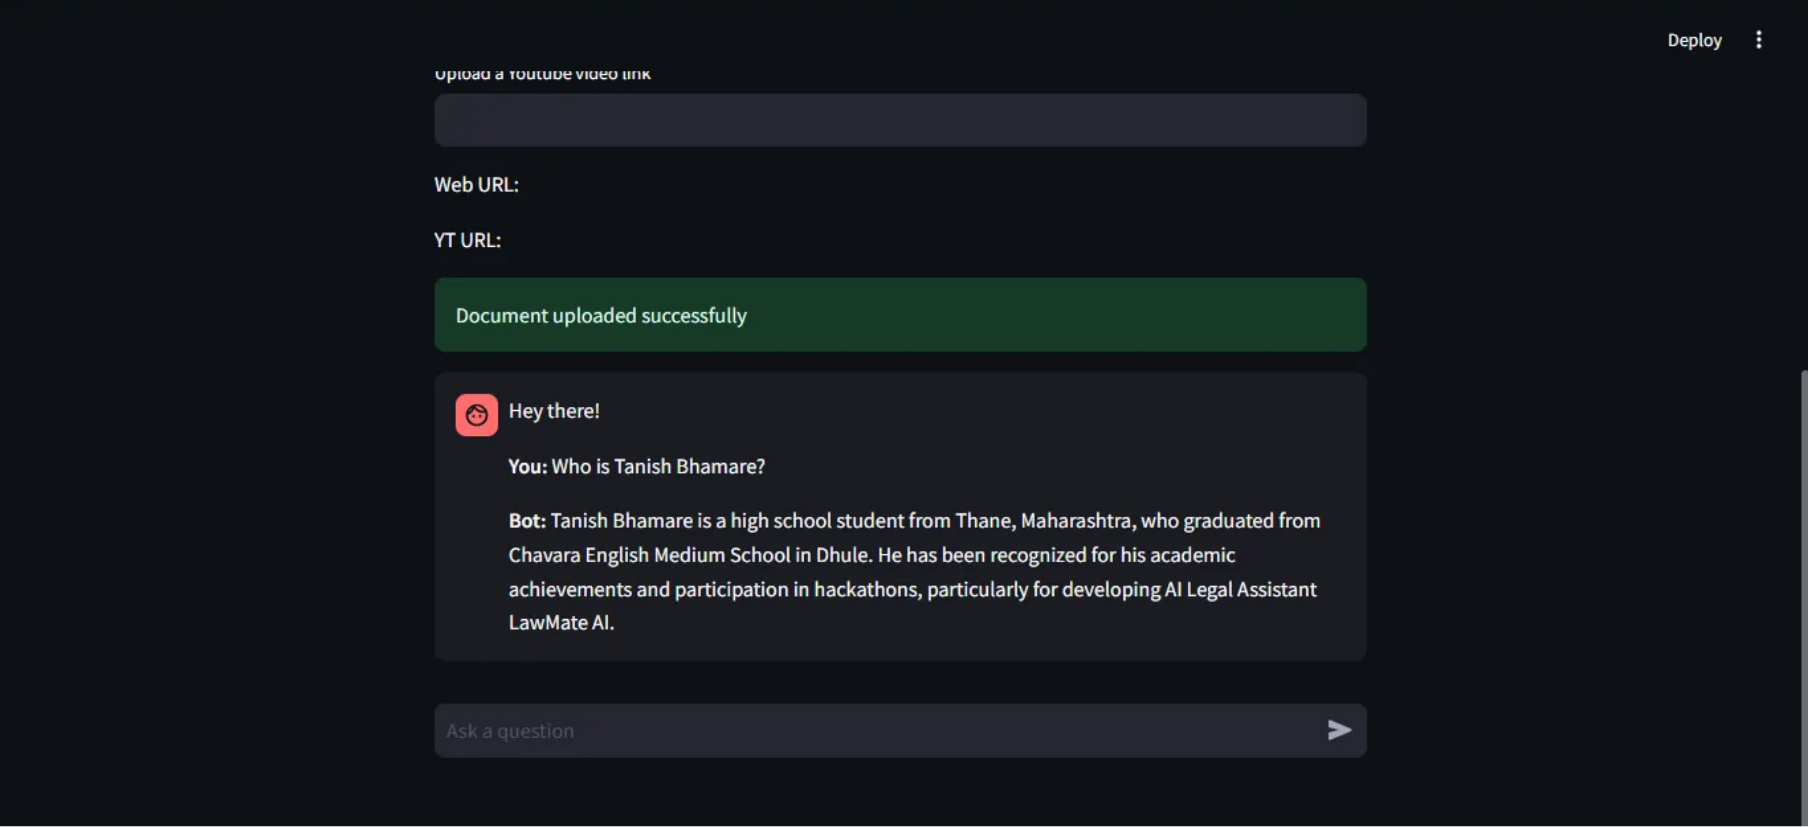 Deploy
Upload a Youtube video link
Web URL:
YT URL:
Document uploaded successfully
Hey there!
You: Who is Tanish Bhamare?
Bot: Tanish Bhamare is a high school student from Thane, Maharashtra, who graduated from
Chavara English Medium School in Dhule. He has been recognized for his academic
achievements and participation in hackathons, particularly for developing AI Legal Assistant
LawMate AI.
Ask a question